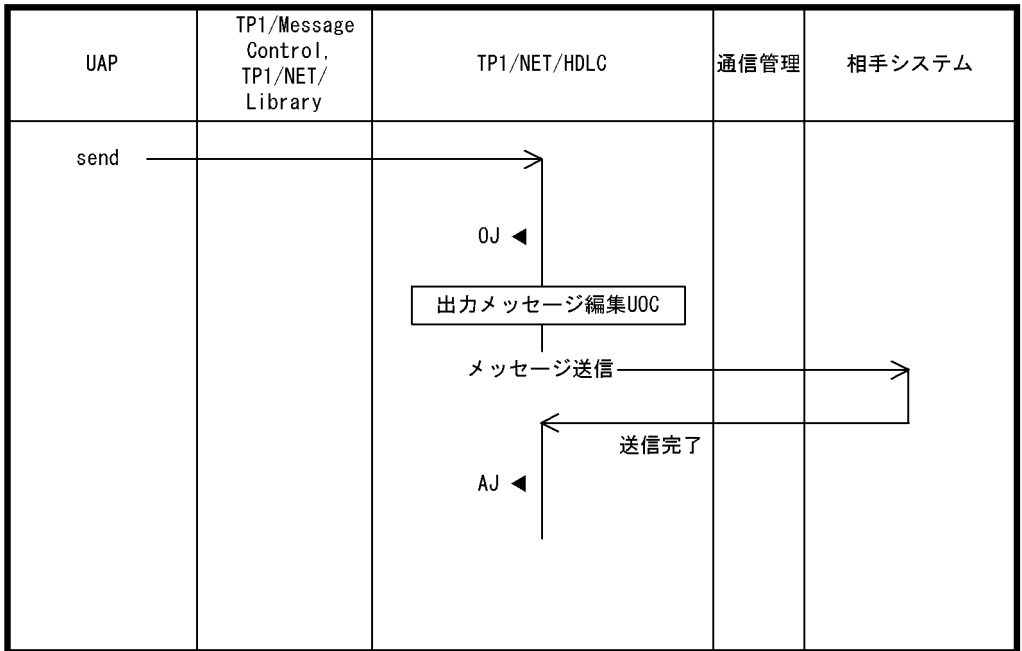 UAP
TP1/Message
Control,
TP1/NET/
Library
TP1/NET/HDLC
通信管理
相手システム
send
OJ
出力メッセージ編集UOC
メッセージ送信
送信完了
AJ